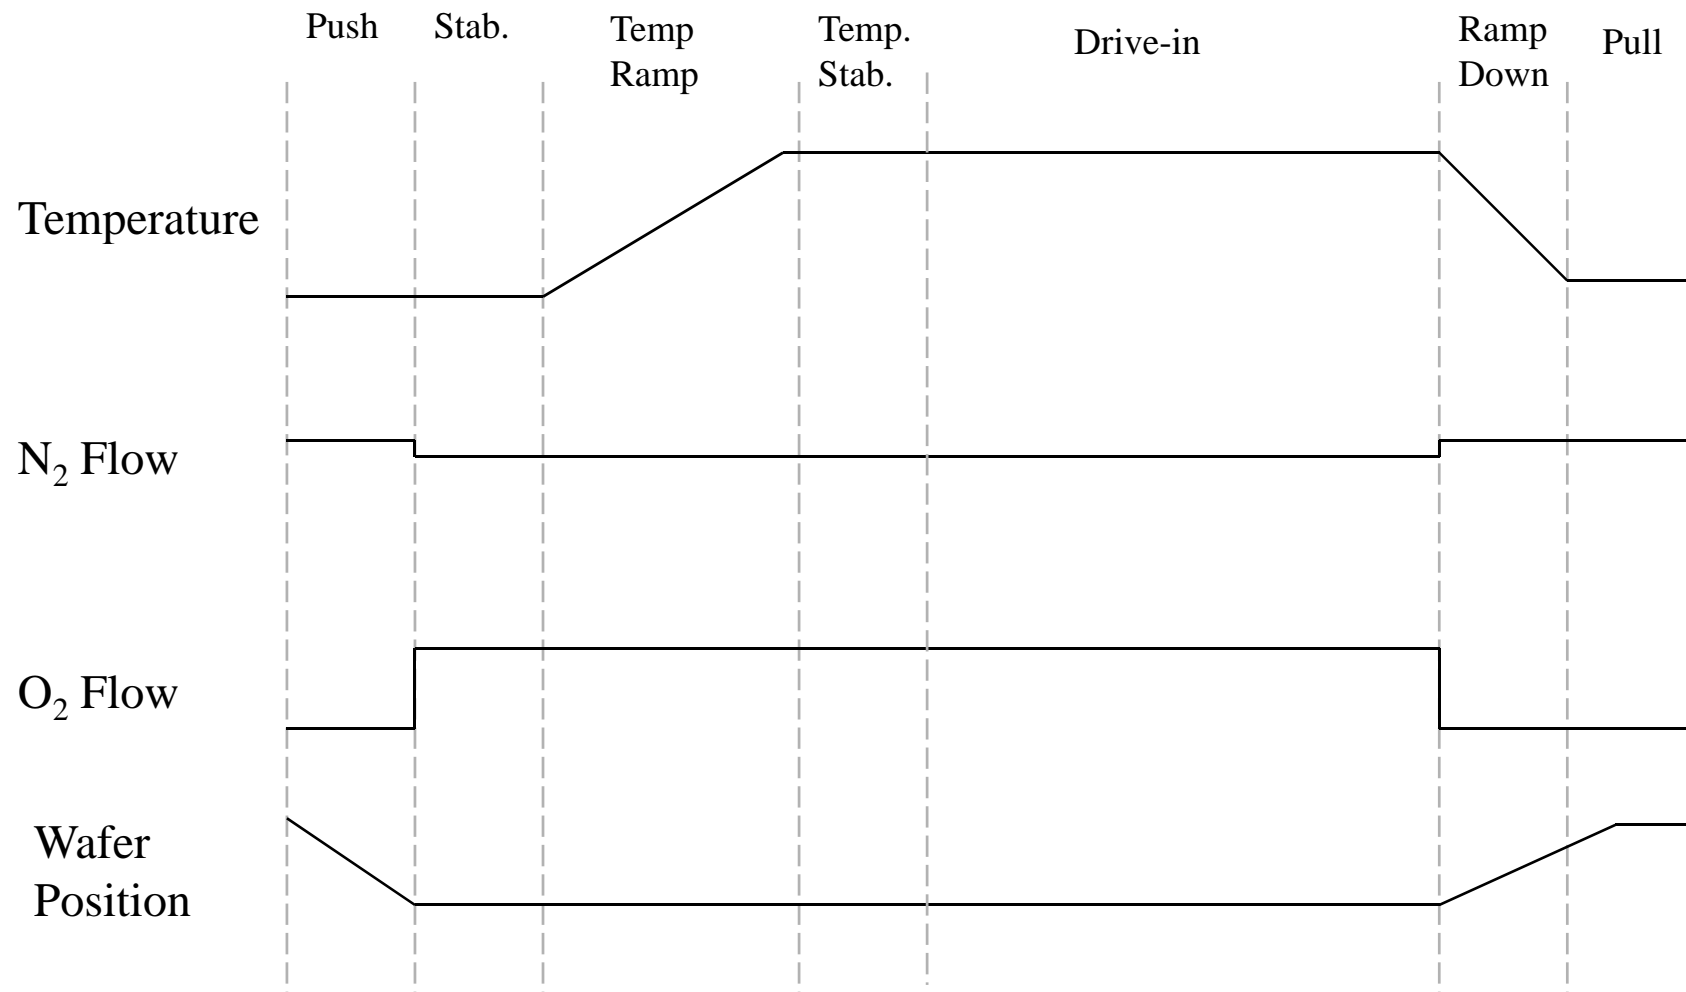 Push
Stab.
Temp
Ramp
Temp.
Stab.
Drive-in
Ramp
Down
Pull
Temperature
N₂ Flow
O₂ Flow
Wafer
Position